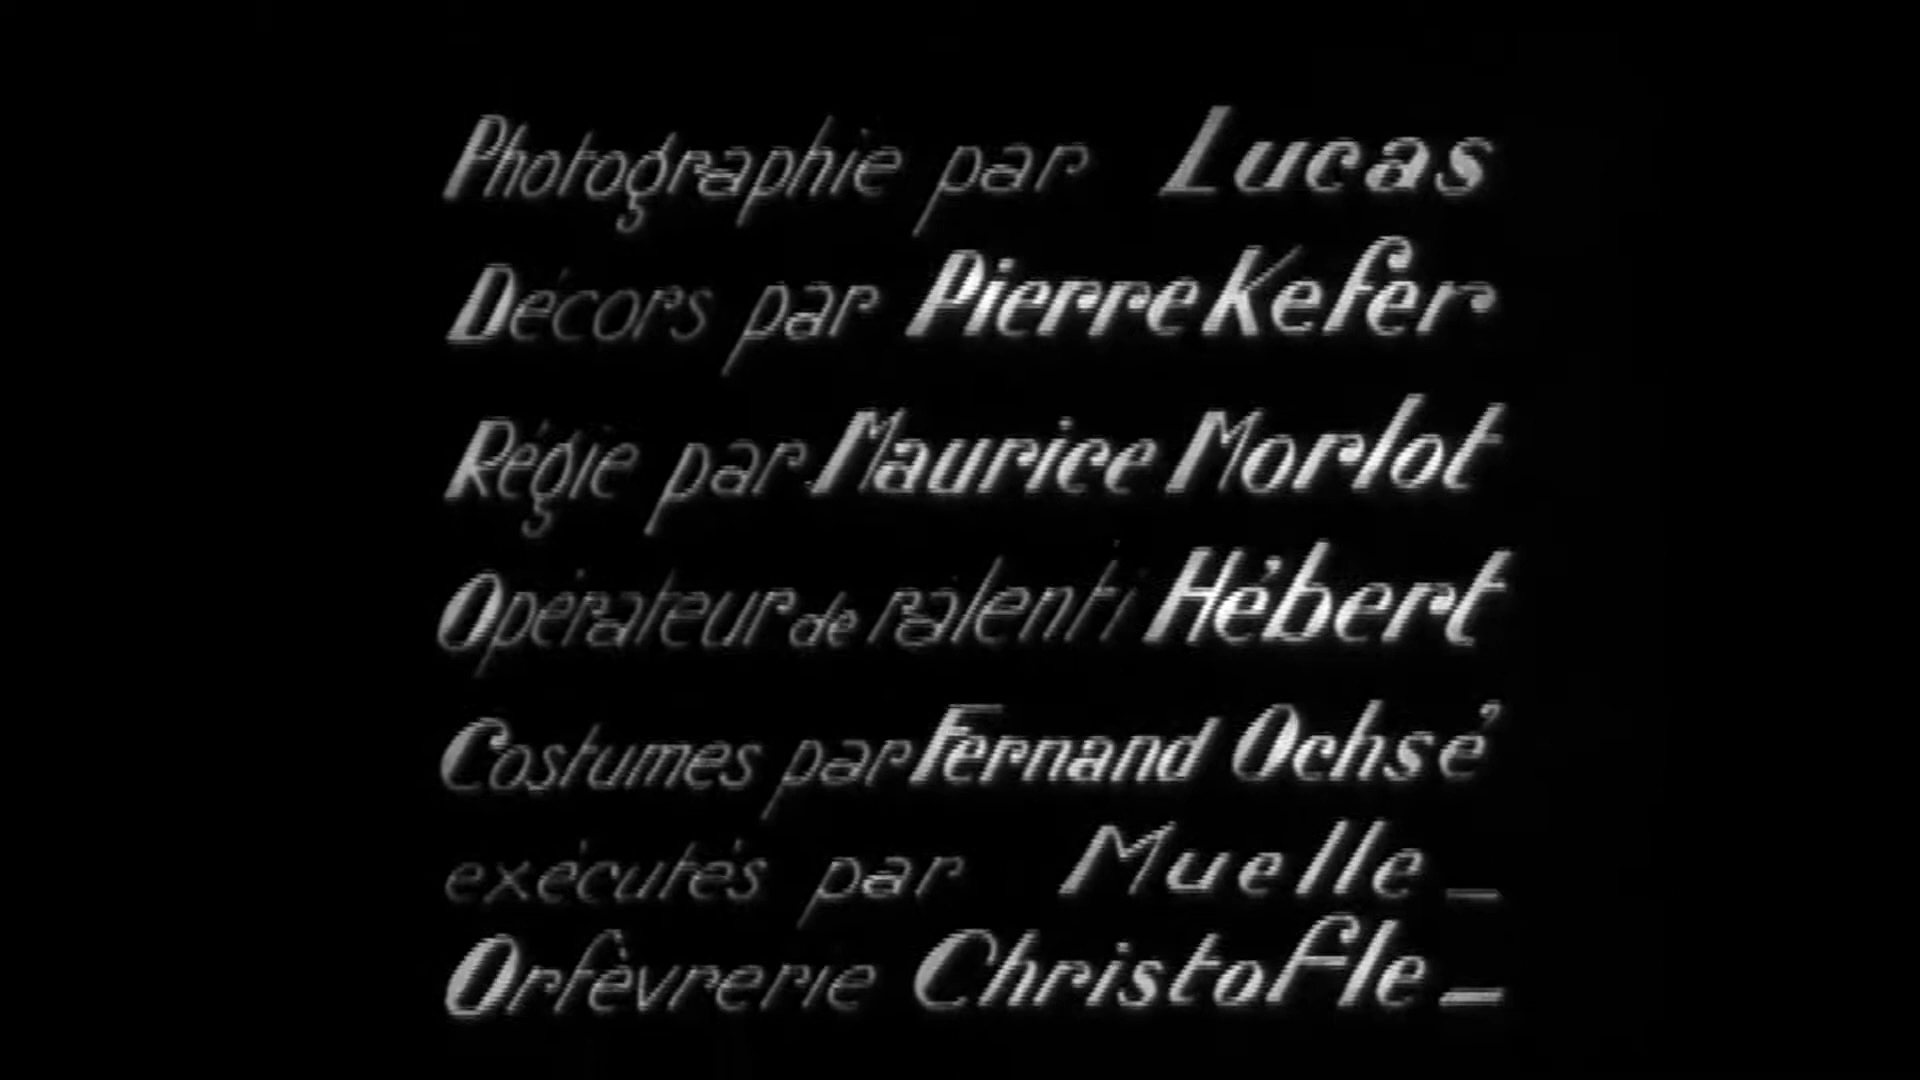 Photographie par Lucas
Décors par Pierre Kefer
Régie par Maurice Morlot
Opérateur de ralenti Hébert
Costumes par Fernand Ochsé
exécutés par Muelle _
Orfèvrerie Christofle _